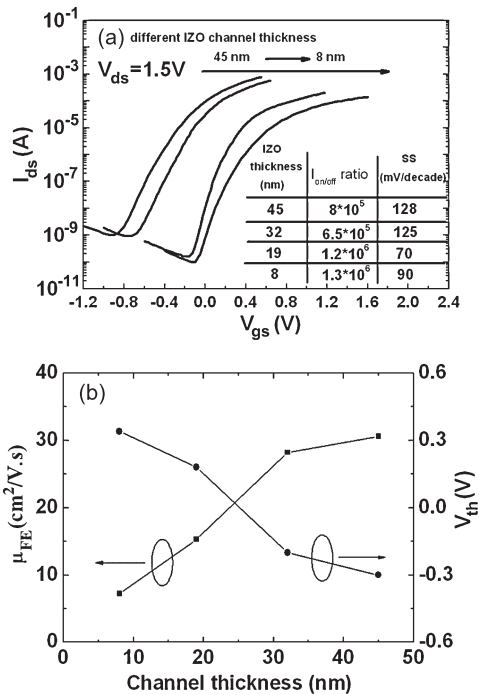 (a) different IZO channel thickness
45 nm 8 nm
V_ds=1.5V
10^-1
10^-3
10^-5
10^-7
10^-9
10^-11
I_ds (A)
IZO thickness (nm) I_on/off ratio SS (mV/decade)
45 8*10^5 128
32 6.5*10^5 125
19 1.2*10^6 70
8 1.3*10^6 90
-1.2 -0.8 -0.4 0.0 0.4 0.8 1.2 1.6 2.0 2.4
V_gs (V)
(b)
40
30
20
10
0
μ_FE(cm^2/V.s)
0.6
0.3
0.0
-0.3
-0.6
V_th(V)
0 10 20 30 40 50
Channel thickness (nm)